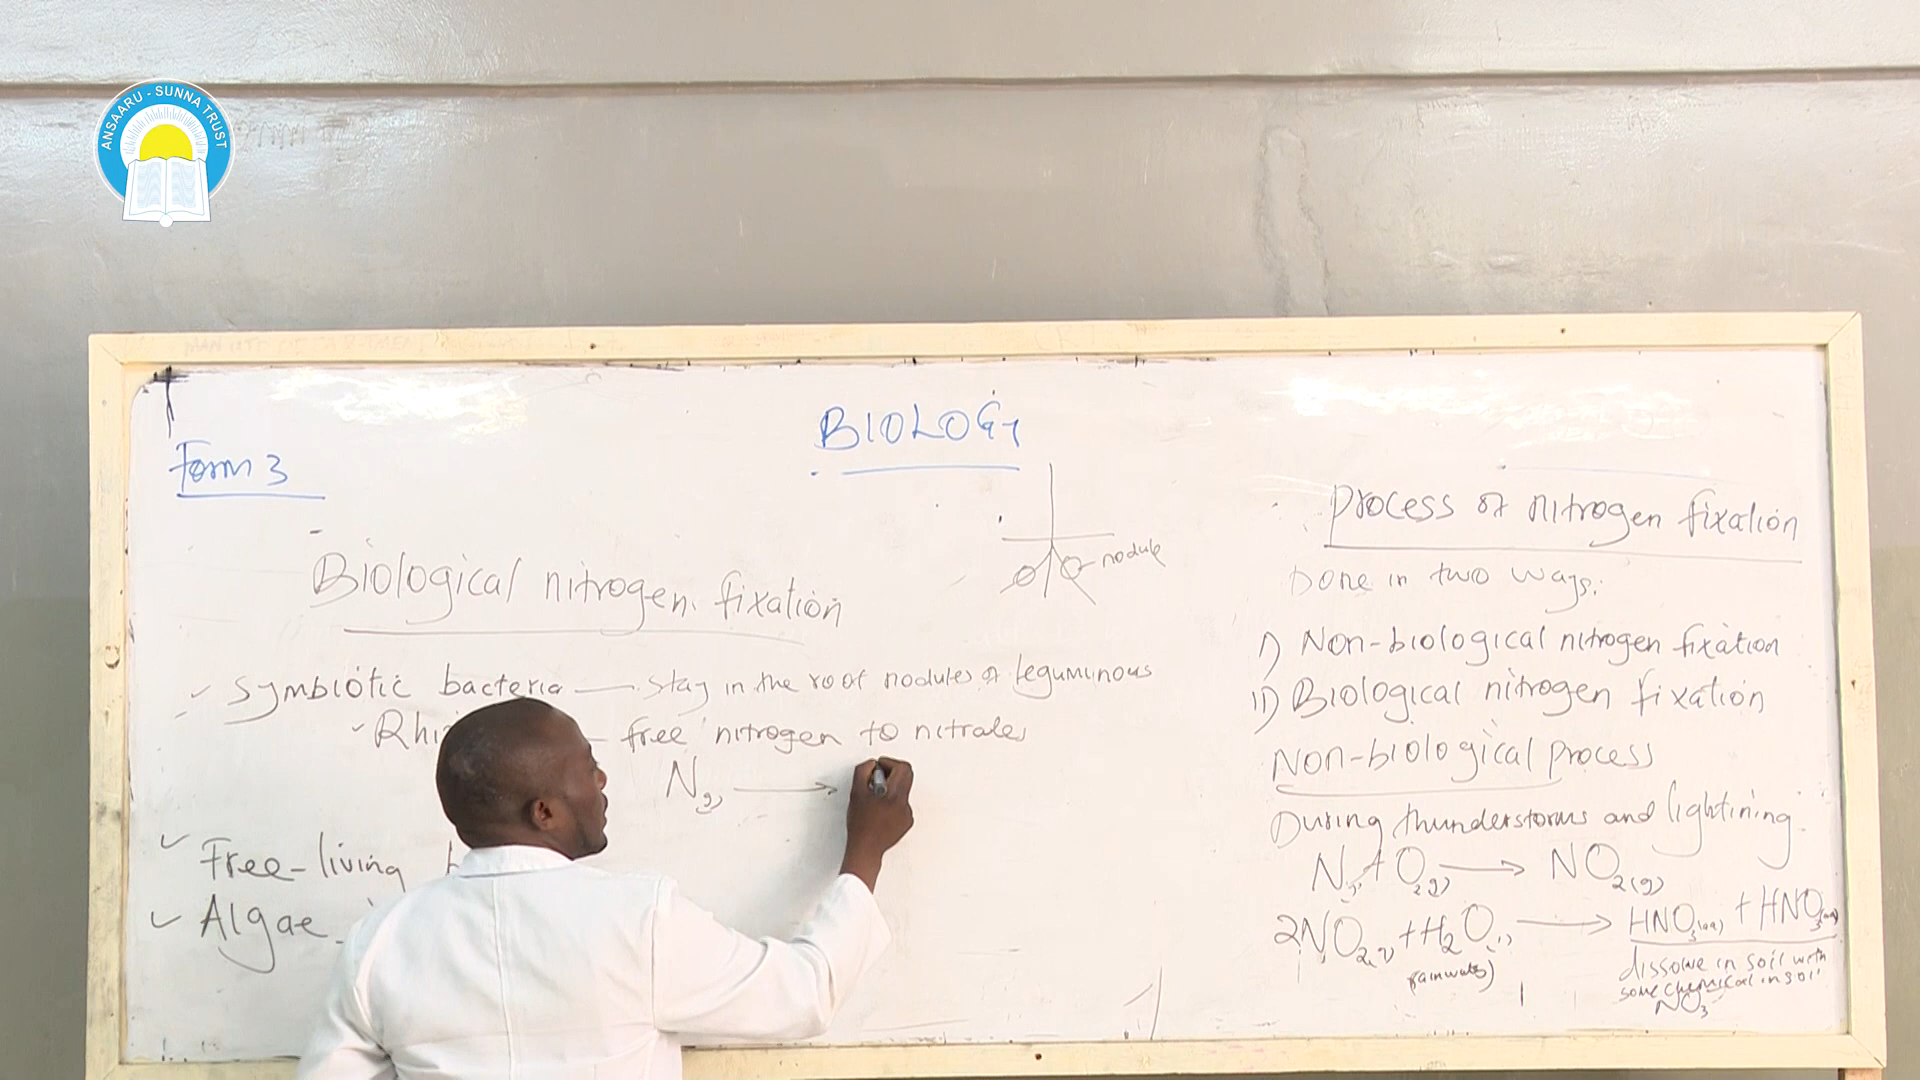 ANSAARU - SUNNA TRUST
BIOLOGY
Form 3
nodule
Biological nitrogen fixation
✓ Symbiotic bacteria — stay in the root nodules of leguminous
- free nitrogen to nitrates
N(g) →
✓ Free-living
✓ Algae
Process of nitrogen fixation
Done in two ways:
i) Non-biological nitrogen fixation
ii) Biological nitrogen fixation
Non-biological process
During thunderstorms and lightining
N + O2(g) → NO2(g)
2NO2 + H2O(l) → HNO3(aq) + HNO3(aq)
(rainwater)
dissolve in soil with
some chemical in soil
NO3